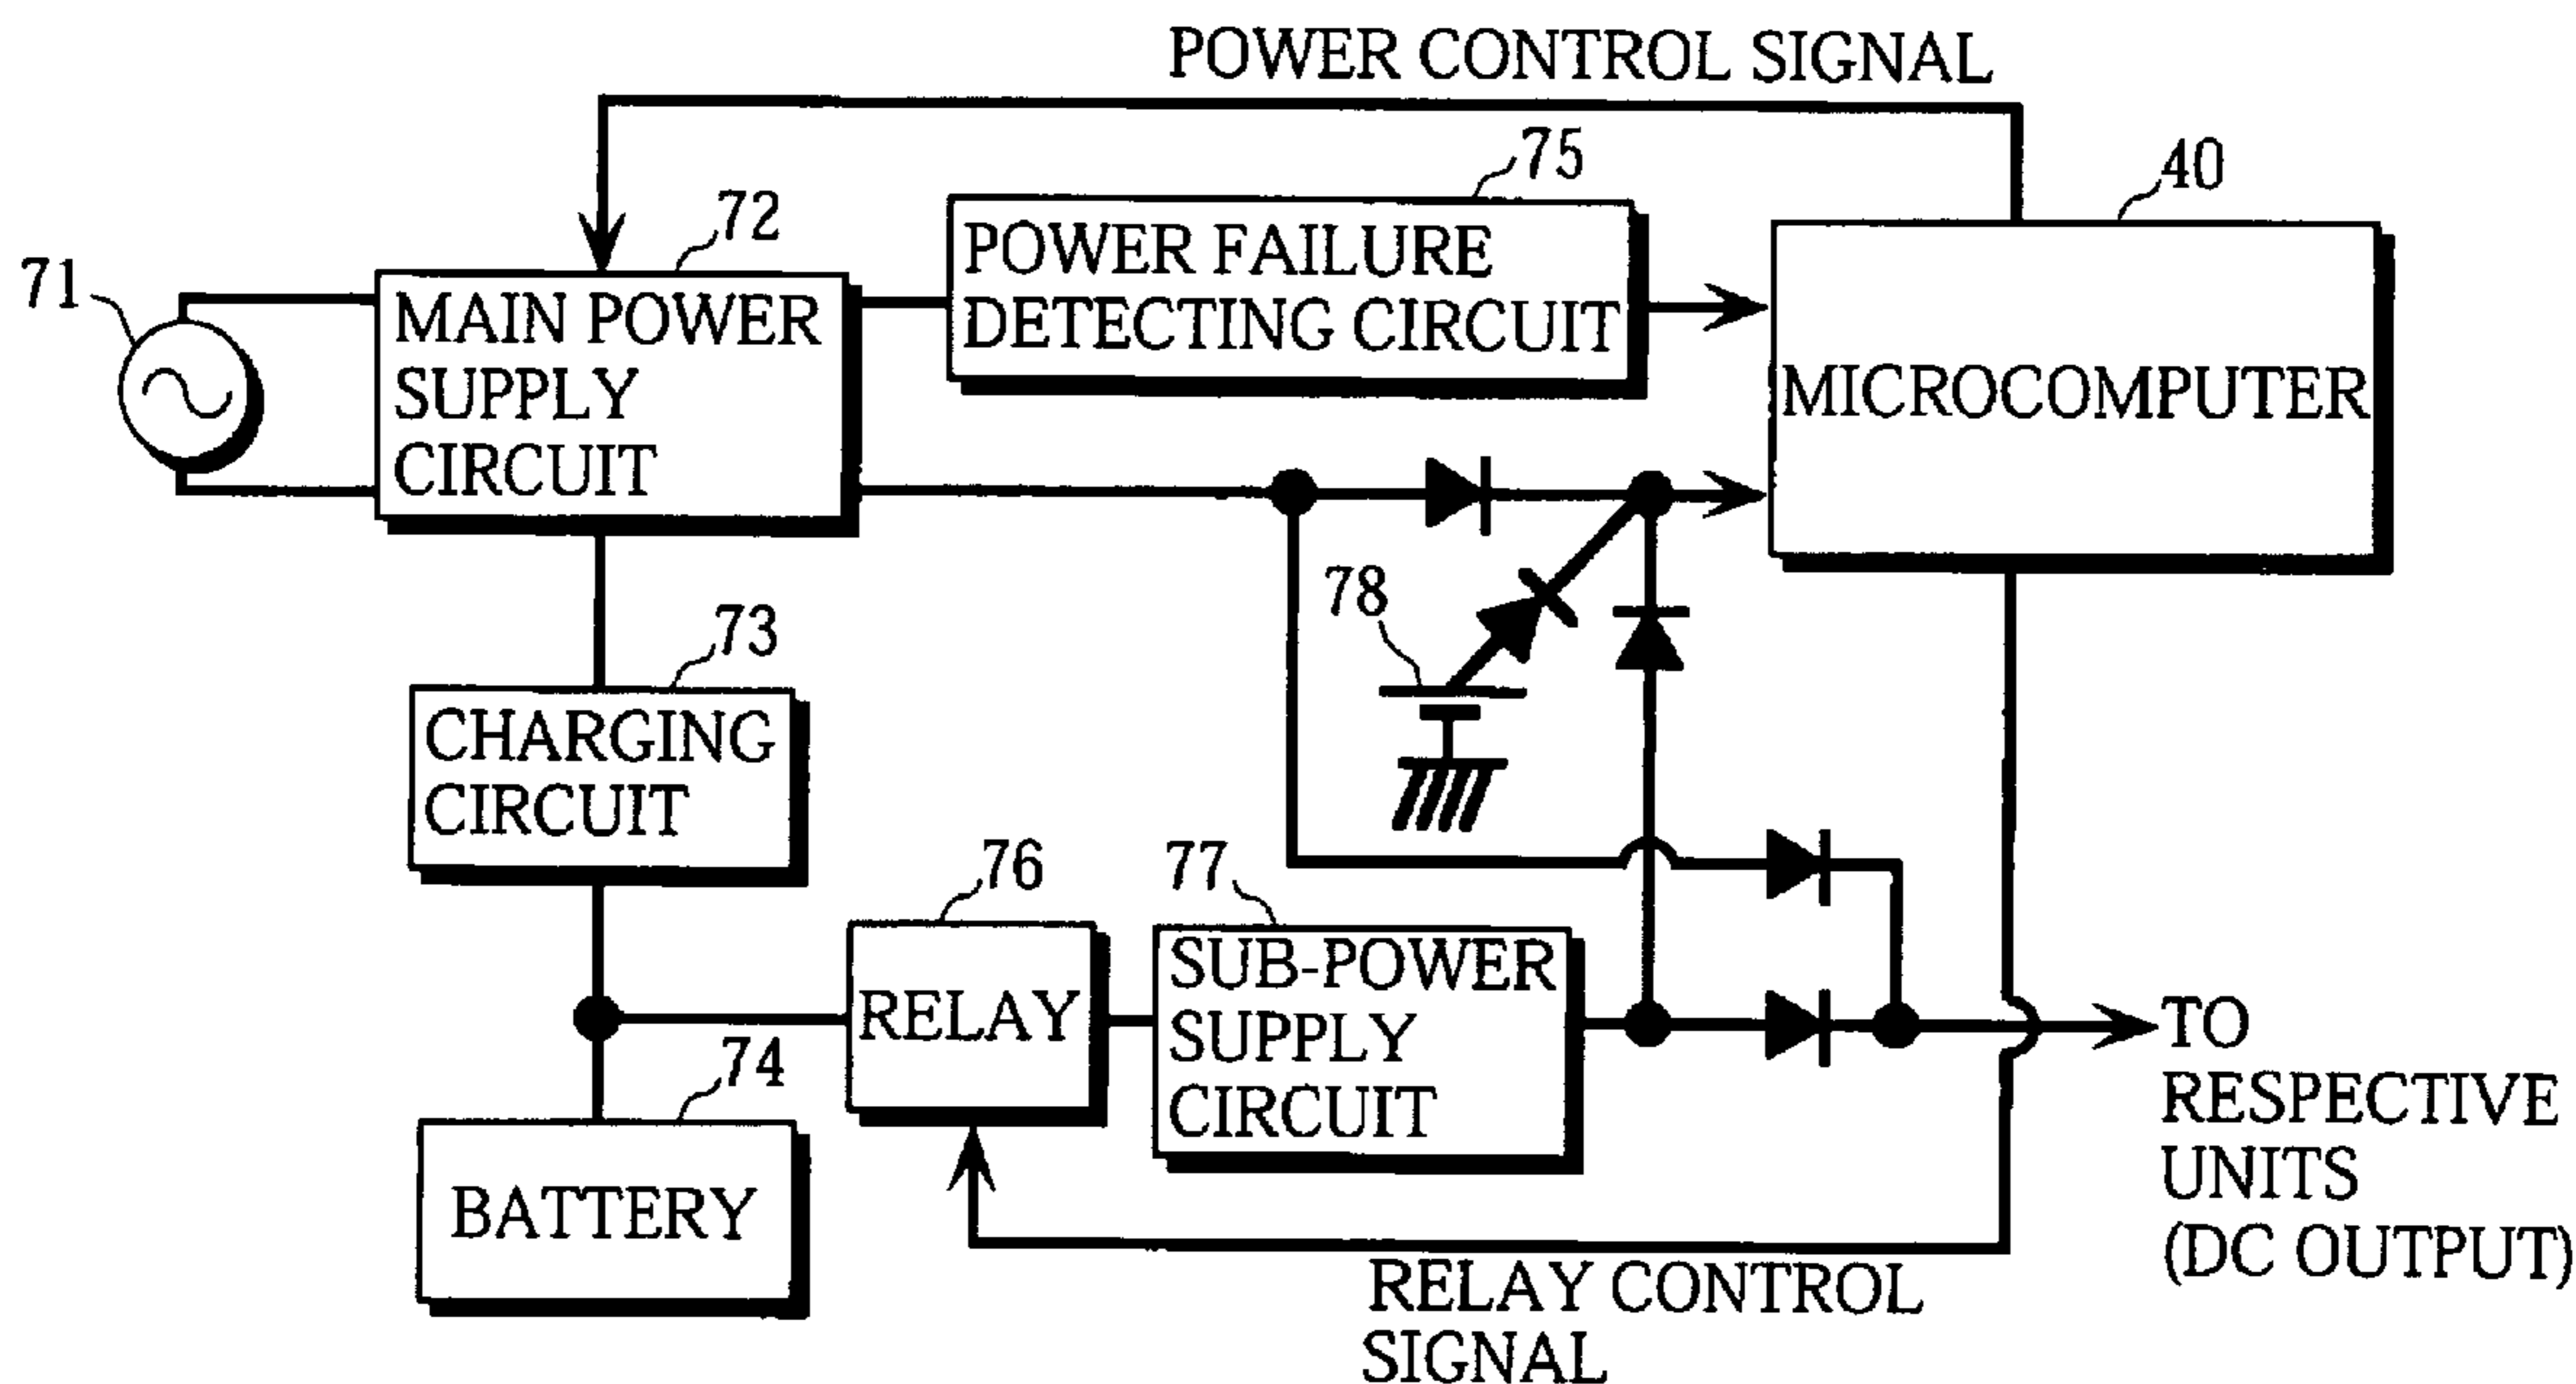 POWER CONTROL SIGNAL
75
40
72
71
POWER FAILURE
DETECTING CIRCUIT
MAIN POWER
SUPPLY
CIRCUIT
MICROCOMPUTER
78
73
CHARGING
CIRCUIT
76
77
SUB-POWER
SUPPLY
CIRCUIT
RELAY
74
BATTERY
TO
RESPECTIVE
UNITS
(DC OUTPUT)
RELAY CONTROL
SIGNAL